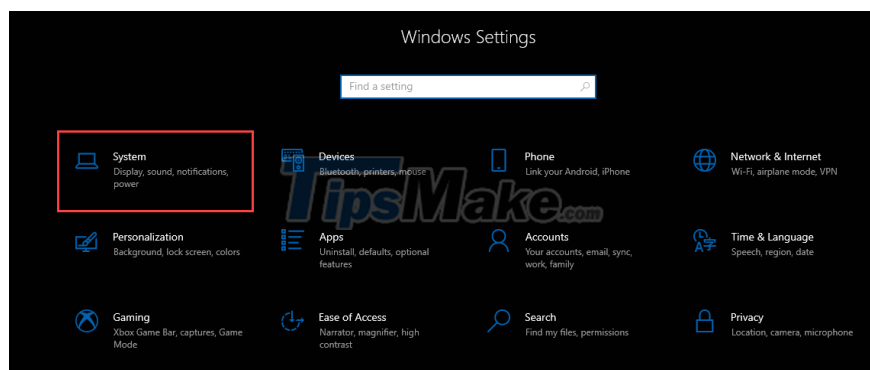 Windows Settings
Find a setting
System
Display, sound, notifications,
power
Devices
Bluetooth, printers, mouse
Phone
Link your Android, iPhone
Network & Internet
Wi-Fi, airplane mode, VPN
TipsMake.com
Personalization
Background, lock screen, colors
Apps
Uninstall, defaults, optional
features
Accounts
Your accounts, email, sync,
work, family
Time & Language
Speech, region, date
Gaming
Xbox Game Bar, captures, Game
Mode
Ease of Access
Narrator, magnifier, high
contrast
Search
Find my files, permissions
Privacy
Location, camera, microphone